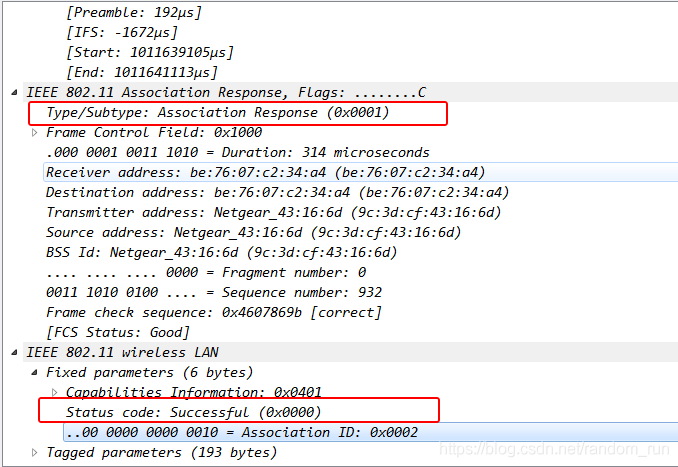 [Preamble: 192µs]
[IFS: -1672µs]
[Start: 1011639105µs]
[End: 1011641113µs]
IEEE 802.11 Association Response, Flags: ........C
Type/Subtype: Association Response (0x0001)
Frame Control Field: 0x1000
.000 0001 0011 1010 = Duration: 314 microseconds
Receiver address: be:76:07:c2:34:a4 (be:76:07:c2:34:a4)
Destination address: be:76:07:c2:34:a4 (be:76:07:c2:34:a4)
Transmitter address: Netgear_43:16:6d (9c:3d:cf:43:16:6d)
Source address: Netgear_43:16:6d (9c:3d:cf:43:16:6d)
BSS Id: Netgear_43:16:6d (9c:3d:cf:43:16:6d)
.... .... .... 0000 = Fragment number: 0
0011 1010 0100 .... = Sequence number: 932
Frame check sequence: 0x4607869b [correct]
[FCS Status: Good]
IEEE 802.11 wireless LAN
Fixed parameters (6 bytes)
Capabilities Information: 0x0401
Status code: Successful (0x0000)
..00 0000 0000 0010 = Association ID: 0x0002
Tagged parameters (193 bytes)
https://blog.csdn.net/random_run